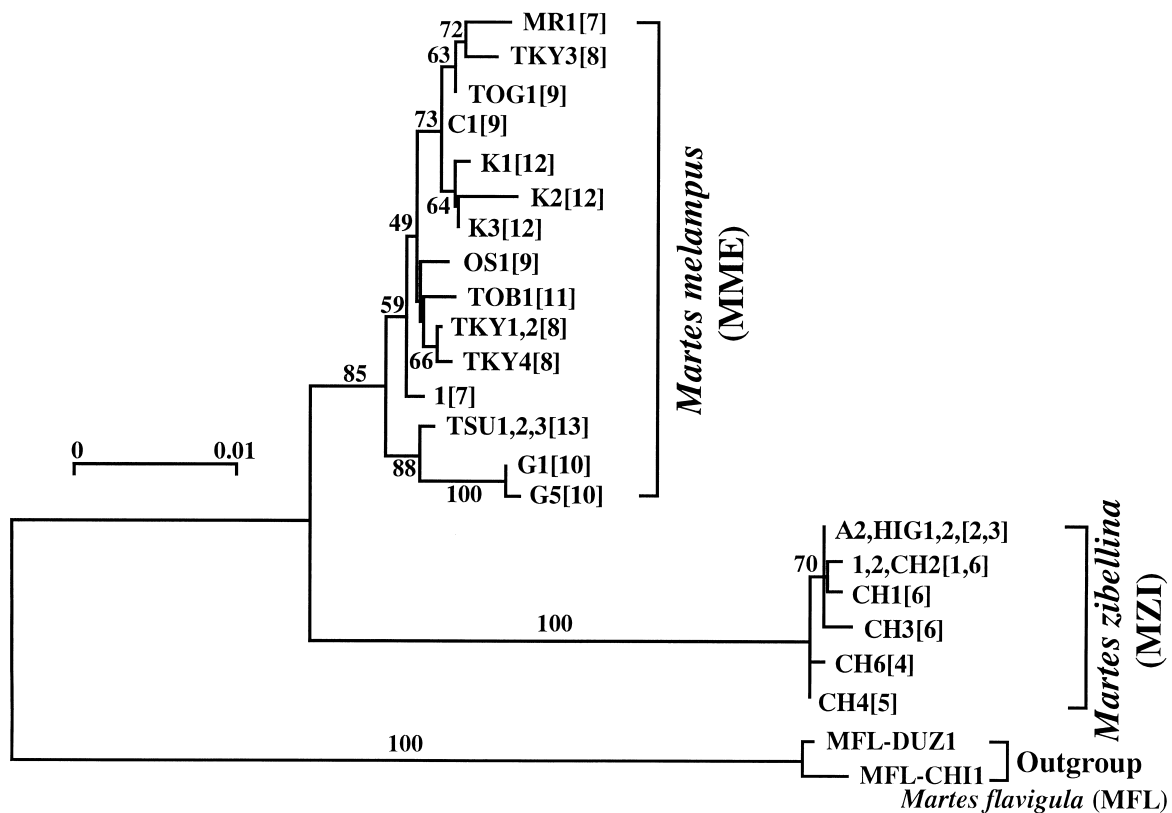 72
MR1[7]
63
TKY3[8]
TOG1[9]
73
C1[9]
K1[12]
K2[12]
64
K3[12]
49
OS1[9]
TOB1[11]
59
TKY1,2[8]
66
TKY4[8]
85
1[7]
TSU1,2,3[13]
88
G1[10]
100
G5[10]
Martes melampus
(MME)
0 0.01
A2,HIG1,2,[2,3]
70
1,2,CH2[1,6]
CH1[6]
CH3[6]
100
CH6[4]
CH4[5]
Martes zibellina
(MZI)
100
MFL-DUZ1
MFL-CHI1
Outgroup
Martes flavigula (MFL)